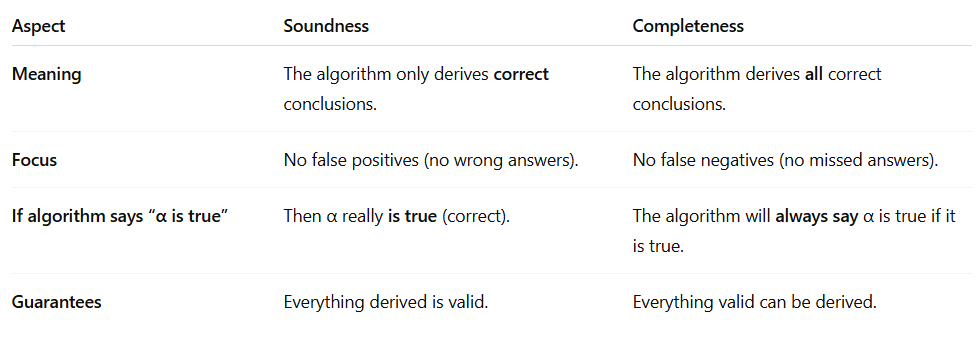 Aspect Soundness Completeness
Meaning The algorithm only derives correct The algorithm derives all correct
conclusions. conclusions.
Focus No false positives (no wrong answers). No false negatives (no missed answers).
If algorithm says “α is true” Then α really is true (correct). The algorithm will always say α is true if it
is true.
Guarantees Everything derived is valid. Everything valid can be derived.